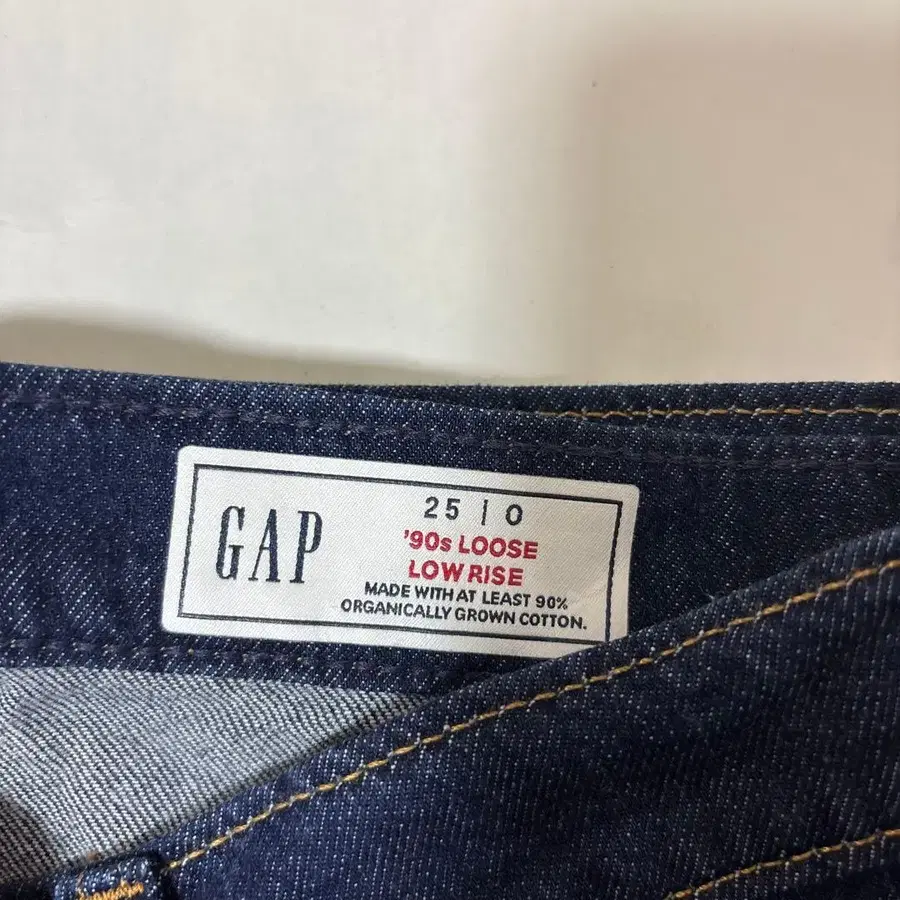 GAP
25 | 0
'90s LOOSE
LOW RISE
MADE WITH AT LEAST 90%
ORGANICALLY GROWN COTTON.